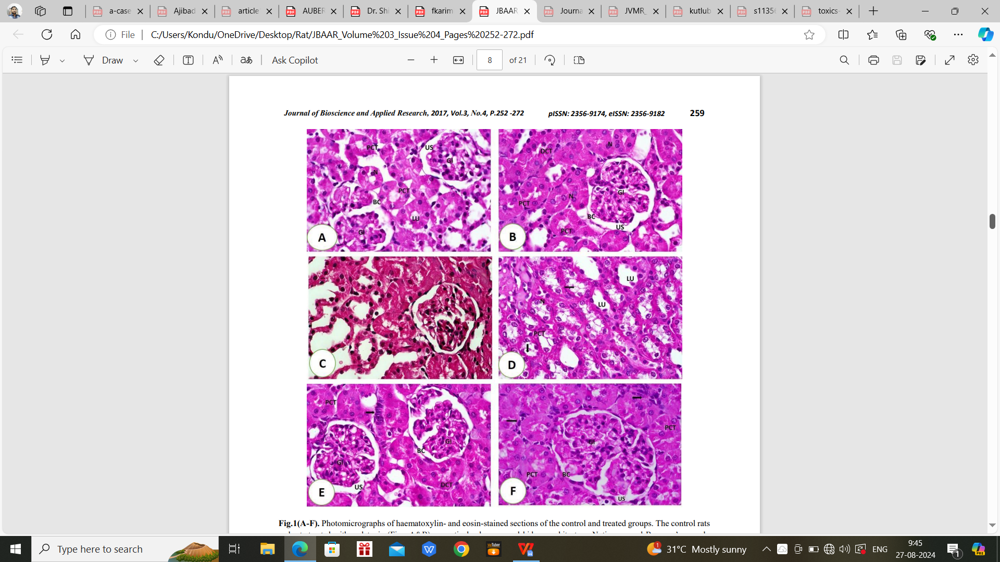 a-case
Ajibad
article
AUBER
Dr. Shi
fkarim
JBAAR
Journa
JVMR_
kutlub
s1135
toxics-
File
C:/Users/Kondu/OneDrive/Desktop/Rat/JBAAR_Volume%203_Issue%204_Pages%20252-272.pdf
Draw
Ask Copilot
8
of 21
Journal of Bioscience and Applied Research, 2017, Vol.3, No.4, P.252 -272 pISSN: 2356-9174, eISSN: 2356-9182 259
PCT US Gl N PCT BC LU Gl A
N DCT Gl N PCT BC US PCT B
C
LU LU N PCT D
PCT Gl BC Gl US DCT E
PCT Gl PCT BC US F
Fig.1(A-F). Photomicrographs of haematoxylin- and eosin-stained sections of the control and treated groups. The control rats
Type here to search
31°C Mostly sunny
ENG
9:45
27-08-2024
1